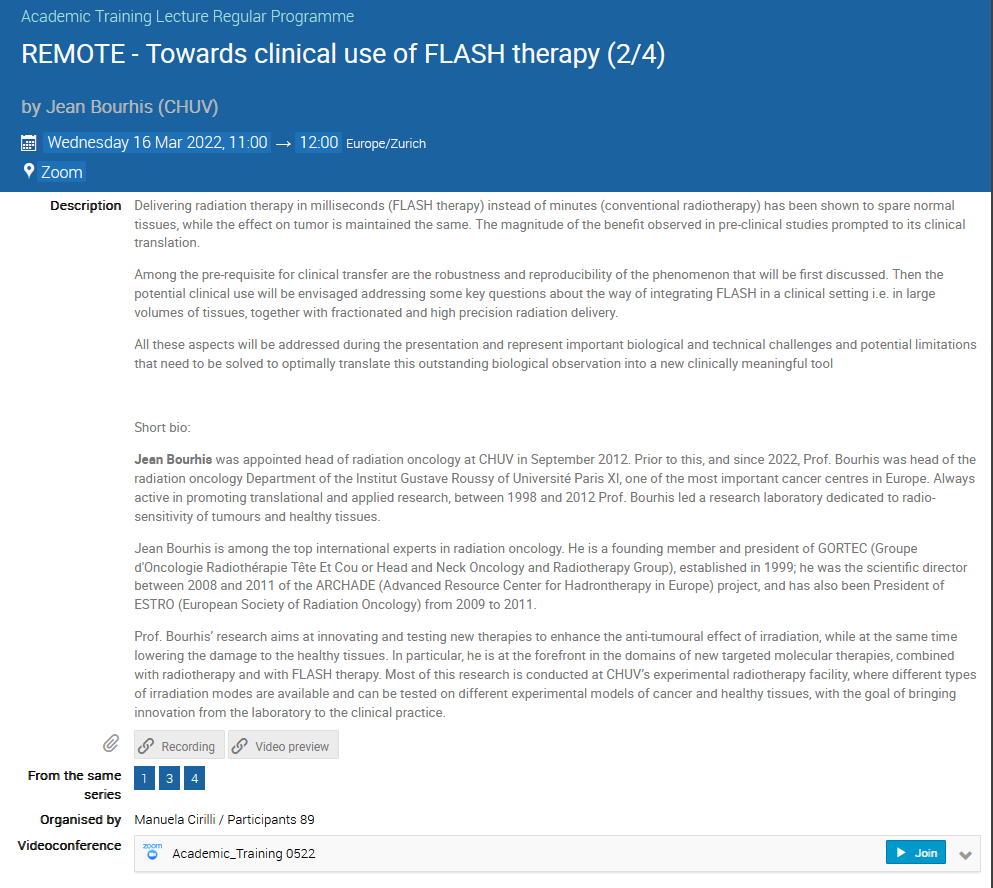 Academic Training Lecture Regular Programme
REMOTE - Towards clinical use of FLASH therapy (2/4)
by Jean Bourhis (CHUV)
Wednesday 16 Mar 2022, 11:00 → 12:00 Europe/Zurich
Zoom
Description
Delivering radiation therapy in milliseconds (FLASH therapy) instead of minutes (conventional radiotherapy) has been shown to spare normal
tissues, while the effect on tumor is maintained the same. The magnitude of the benefit observed in pre-clinical studies prompted to its clinical
translation.
Among the pre-requisite for clinical transfer are the robustness and reproducibility of the phenomenon that will be first discussed. Then the
potential clinical use will be envisaged addressing some key questions about the way of integrating FLASH in a clinical setting i.e. in large
volumes of tissues, together with fractionated and high precision radiation delivery.
All these aspects will be addressed during the presentation and represent important biological and technical challenges and potential limitations
that need to be solved to optimally translate this outstanding biological observation into a new clinically meaningful tool
Short bio:
Jean Bourhis was appointed head of radiation oncology at CHUV in September 2012. Prior to this, and since 2022, Prof. Bourhis was head of the
radiation oncology Department of the Institut Gustave Roussy of Université Paris XI, one of the most important cancer centres in Europe. Always
active in promoting translational and applied research, between 1998 and 2012 Prof. Bourhis led a research laboratory dedicated to radio-
sensitivity of tumours and healthy tissues.
Jean Bourhis is among the top international experts in radiation oncology. He is a founding member and president of GORTEC (Groupe
d'Oncologie Radiothérapie Tête Et Cou or Head and Neck Oncology and Radiotherapy Group), established in 1999; he was the scientific director
between 2008 and 2011 of the ARCHADE (Advanced Resource Center for Hadrontherapy in Europe) project, and has also been President of
ESTRO (European Society of Radiation Oncology) from 2009 to 2011.
Prof. Bourhis’ research aims at innovating and testing new therapies to enhance the anti-tumoural effect of irradiation, while at the same time
lowering the damage to the healthy tissues. In particular, he is at the forefront in the domains of new targeted molecular therapies, combined
with radiotherapy and with FLASH therapy. Most of this research is conducted at CHUV’s experimental radiotherapy facility, where different types
of irradiation modes are available and can be tested on different experimental models of cancer and healthy tissues, with the goal of bringing
innovation from the laboratory to the clinical practice.
Recording Video preview
From the same
series
1 3 4
Organised by Manuela Cirilli / Participants 89
Videoconference
zoom Academic_Training 0522 Join